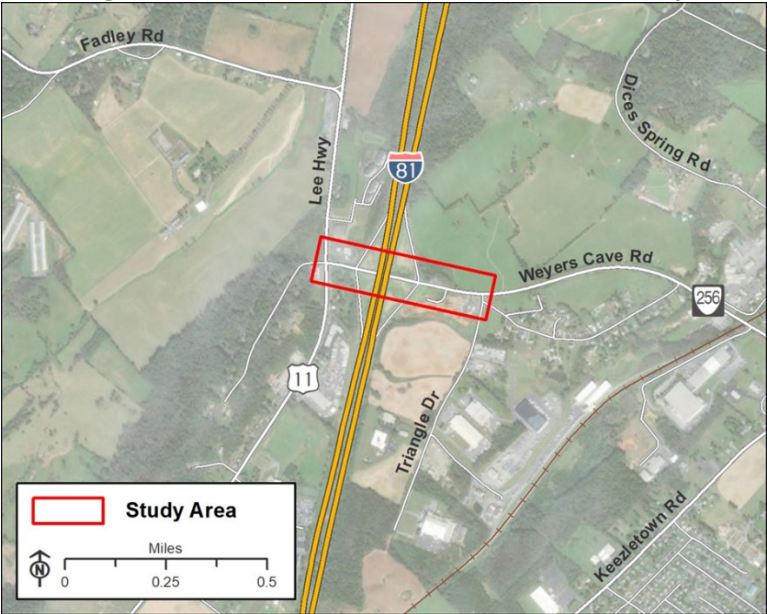 Fadley Rd
Dices Spring Rd
Lee Hwy
81
Weyers Cave Rd
256
11
Triangle Dr
Keezletown Rd
Study Area
Miles
N
0 0.25 0.5